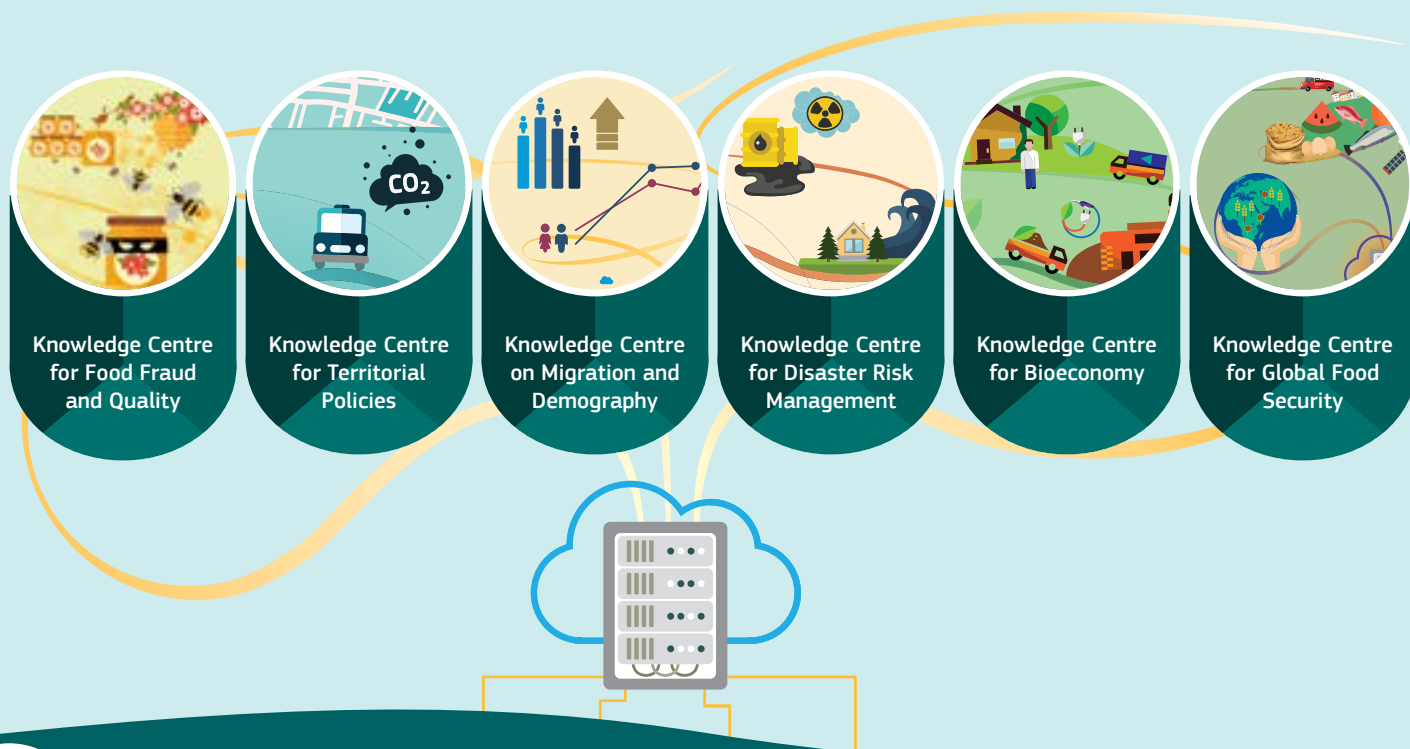 CO₂
Knowledge Centre
for Food Fraud
and Quality
Knowledge Centre
for Territorial
Policies
Knowledge Centre
on Migration and
Demography
Knowledge Centre
for Disaster Risk
Management
Knowledge Centre
for Bioeconomy
Knowledge Centre
for Global Food
Security